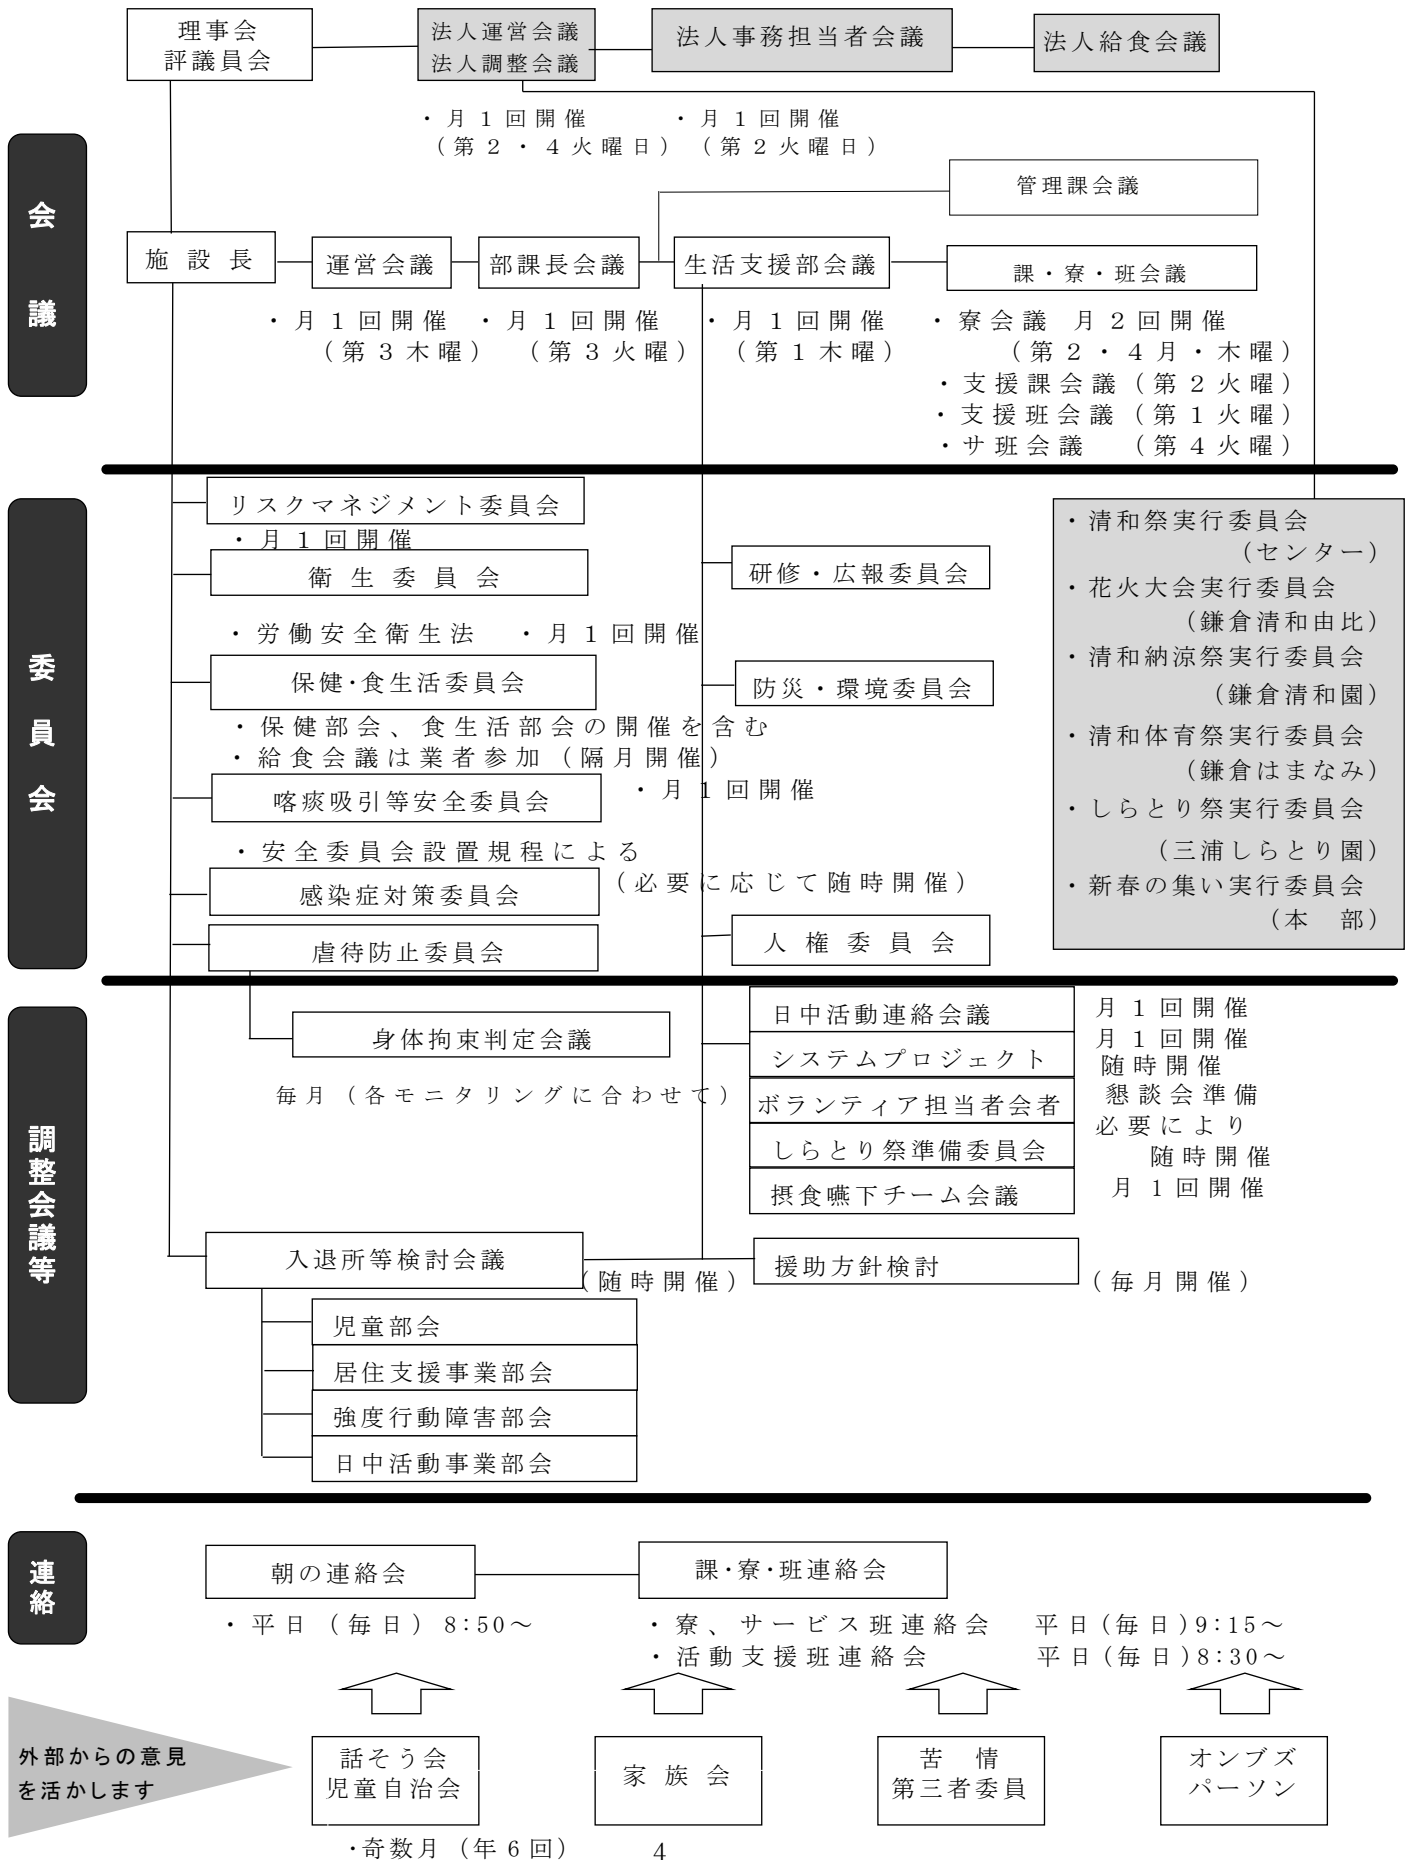 理事会
評議員会
法人運営会議
法人調整会議
法人事務担当者会議
法人給食会議
・月1回開催
（第2・4火曜日）
・月1回開催
（第2火曜日）
会議
管理課会議
施設長
運営会議
部課長会議
生活支援部会議
課・寮・班会議
・月1回開催
（第3木曜）
・月1回開催
（第3火曜）
・月1回開催
（第1木曜）
・寮会議 月2回開催
（第2・4月・木曜）
・支援課会議（第2火曜）
・支援班会議（第1火曜）
・サ班会議 （第4火曜）
委員会
リスクマネジメント委員会
・月1回開催
衛生委員会
・労働安全衛生法 ・月1回開催
保健・食生活委員会
・保健部会、食生活部会の開催を含む
・給食会議は業者参加（隔月開催）
喀痰吸引等安全委員会
・月1回開催
・安全委員会設置規程による
感染症対策委員会
（必要に応じて随時開催）
虐待防止委員会
研修・広報委員会
防災・環境委員会
人権委員会
・清和祭実行委員会
（センター）
・花火大会実行委員会
（鎌倉清和由比）
・清和納涼祭実行委員会
（鎌倉清和園）
・清和体育祭実行委員会
（鎌倉はまなみ）
・しらとり祭実行委員会
（三浦しらとり園）
・新春の集い実行委員会
（本 部）
調整会議等
身体拘束判定会議
毎月（各モニタリングに合わせて）
日中活動連絡会議
システムプロジェクト
ボランティア担当者会者
しらとり祭準備委員会
摂食嚥下チーム会議
月1回開催
月1回開催
随時開催
懇談会準備
必要により
随時開催
月1回開催
入退所等検討会議
（随時開催）
援助方針検討
（毎月開催）
児童部会
居住支援事業部会
強度行動障害部会
日中活動事業部会
連絡
朝の連絡会
課・寮・班連絡会
・平日（毎日）8:50～
・寮、サービス班連絡会 平日(毎日)9:15～
・活動支援班連絡会 平日(毎日)8:30～
外部からの意見
を活かします
話そう会
児童自治会
家族会
苦 情
第三者委員
オンブズ
パーソン
・奇数月（年6回）
4